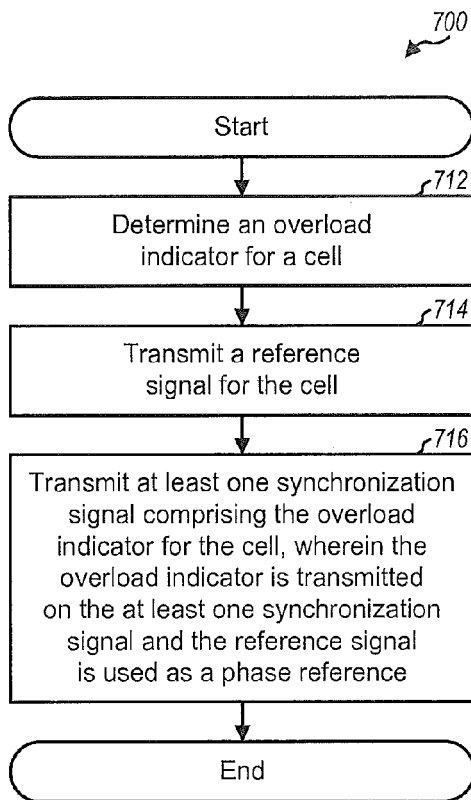 700
Start
712
Determine an overload
indicator for a cell
714
Transmit a reference
signal for the cell
716
Transmit at least one synchronization
signal comprising the overload
indicator for the cell, wherein the
overload indicator is transmitted
on the at least one synchronization
signal and the reference signal
is used as a phase reference
End